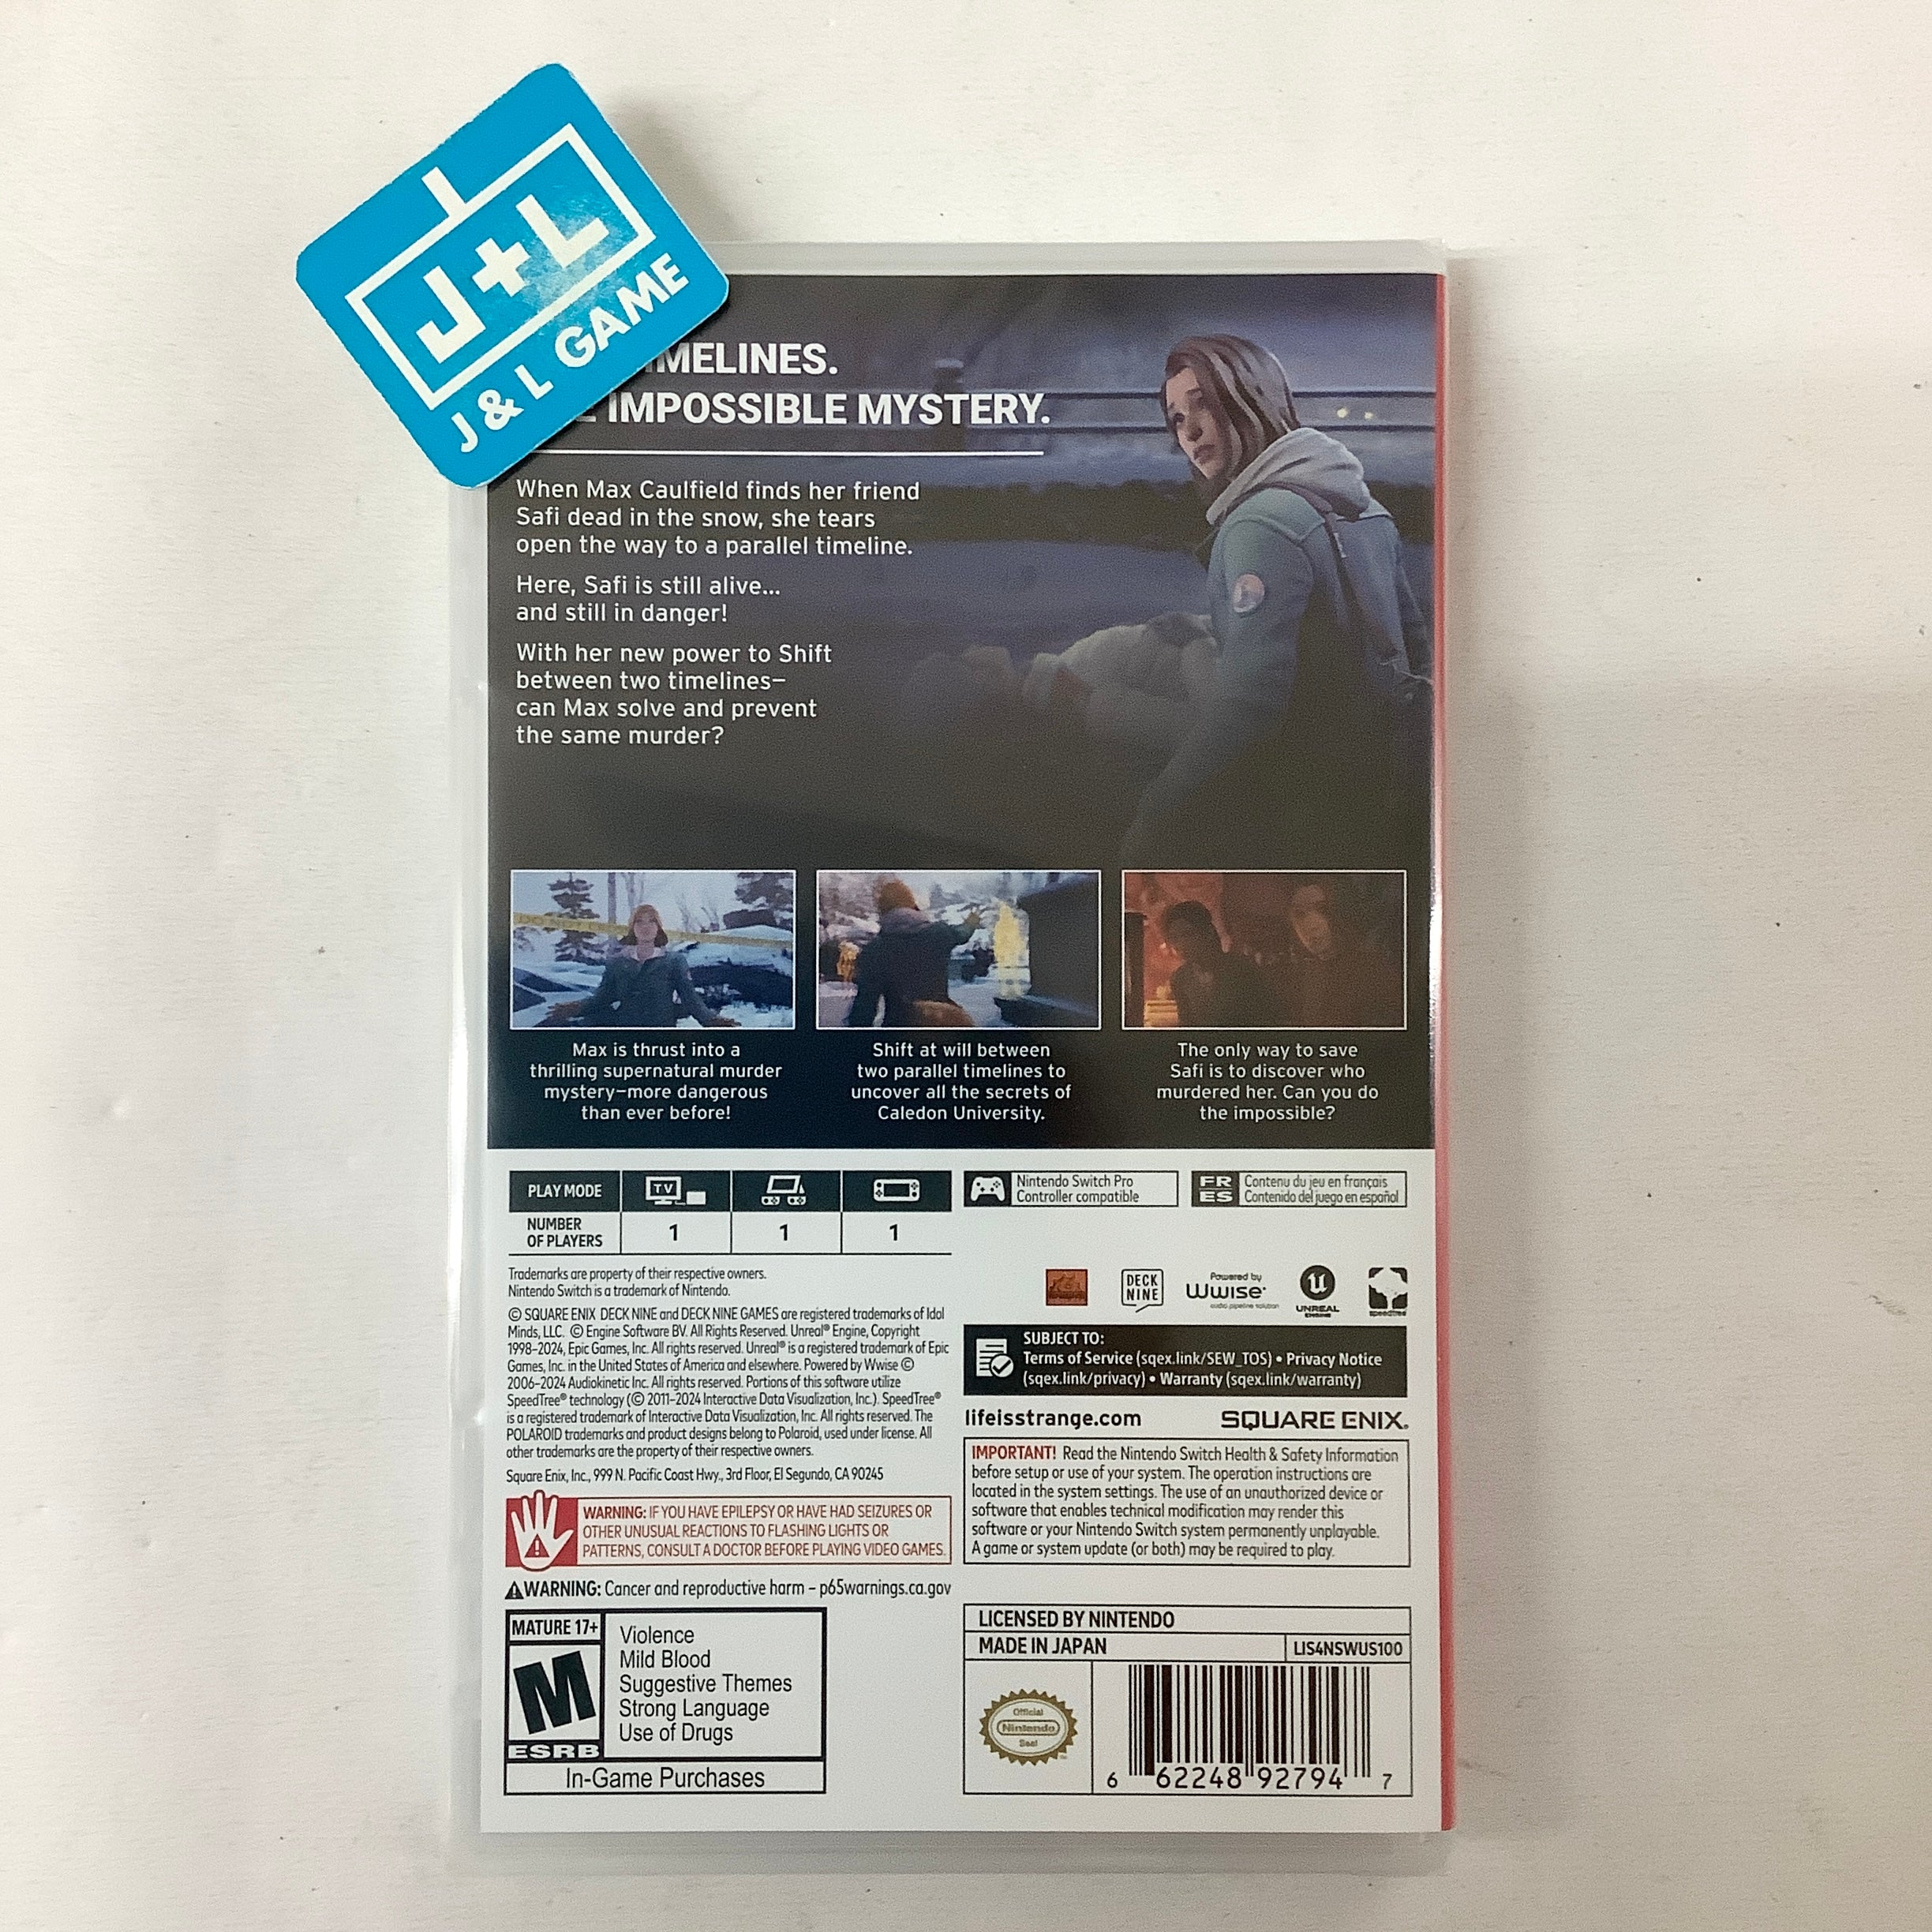 J+L
J & L GAME
IMELINES.
IMPOSSIBLE MYSTERY.
When Max Caulfield finds her friend
Safi dead in the snow, she tears
open the way to a parallel timeline.
Here, Safi is still alive...
and still in danger!
With her new power to Shift
between two timelines—
can Max solve and prevent
the same murder?
DO NOT
Max is thrust into a
thrilling supernatural murder
mystery—more dangerous
than ever before!
Shift at will between
two parallel timelines to
uncover all the secrets of
Caledon University.
The only way to save
Safi is to discover who
murdered her. Can you do
the impossible?
PLAY MODE
TV
NUMBER
OF PLAYERS
1 1 1
Nintendo Switch Pro
Controller compatible
FR
ES
Contenu du jeu en français
Contenido del juego en español
Trademarks are property of their respective owners.
Nintendo Switch is a trademark of Nintendo.
© SQUARE ENIX DECK NINE and DECK NINE GAMES are registered trademarks of Idol
Minds, LLC. © Engine Software BV. All Rights Reserved. Unreal® Engine, Copyright
1998-2024, Epic Games, Inc. All rights reserved. Unreal® is a registered trademark of Epic
Games, Inc. in the United States of America and elsewhere. Powered by Wwise ©
2006-2024 Audiokinetic Inc. All rights reserved. Portions of this software utilize
SpeedTree® technology (© 2011-2024 Interactive Data Visualization, Inc.). SpeedTree®
is a registered trademark of Interactive Data Visualization, Inc. All rights reserved. The
POLAROID trademarks and product designs belong to Polaroid, used under license. All
other trademarks are the property of their respective owners.
Square Enix, Inc., 999 N. Pacific Coast Hwy., 3rd Floor, El Segundo, CA 90245
DECK
NINE
Powered by
Wwise
audio pipeline solution
UNREAL
ENGINE
SpeedTree
SUBJECT TO:
Terms of Service (sqex.link/SEW_TOS) • Privacy Notice
(sqex.link/privacy) • Warranty (sqex.link/warranty)
lifeisstrange.com
SQUARE ENIX.
WARNING: IF YOU HAVE EPILEPSY OR HAVE HAD SEIZURES OR
OTHER UNUSUAL REACTIONS TO FLASHING LIGHTS OR
PATTERNS, CONSULT A DOCTOR BEFORE PLAYING VIDEO GAMES.
IMPORTANT! Read the Nintendo Switch Health & Safety Information
before setup or use of your system. The operation instructions are
located in the system settings. The use of an unauthorized device or
software that enables technical modification may render this
software or your Nintendo Switch system permanently unplayable.
A game or system update (or both) may be required to play.
WARNING: Cancer and reproductive harm – p65warnings.ca.gov
MATURE 17+
M
ESRB
Violence
Mild Blood
Suggestive Themes
Strong Language
Use of Drugs
In-Game Purchases
LICENSED BY NINTENDO
MADE IN JAPAN
LIS4NSWUS100
Official
Nintendo
Seal
6 62248 92794 7